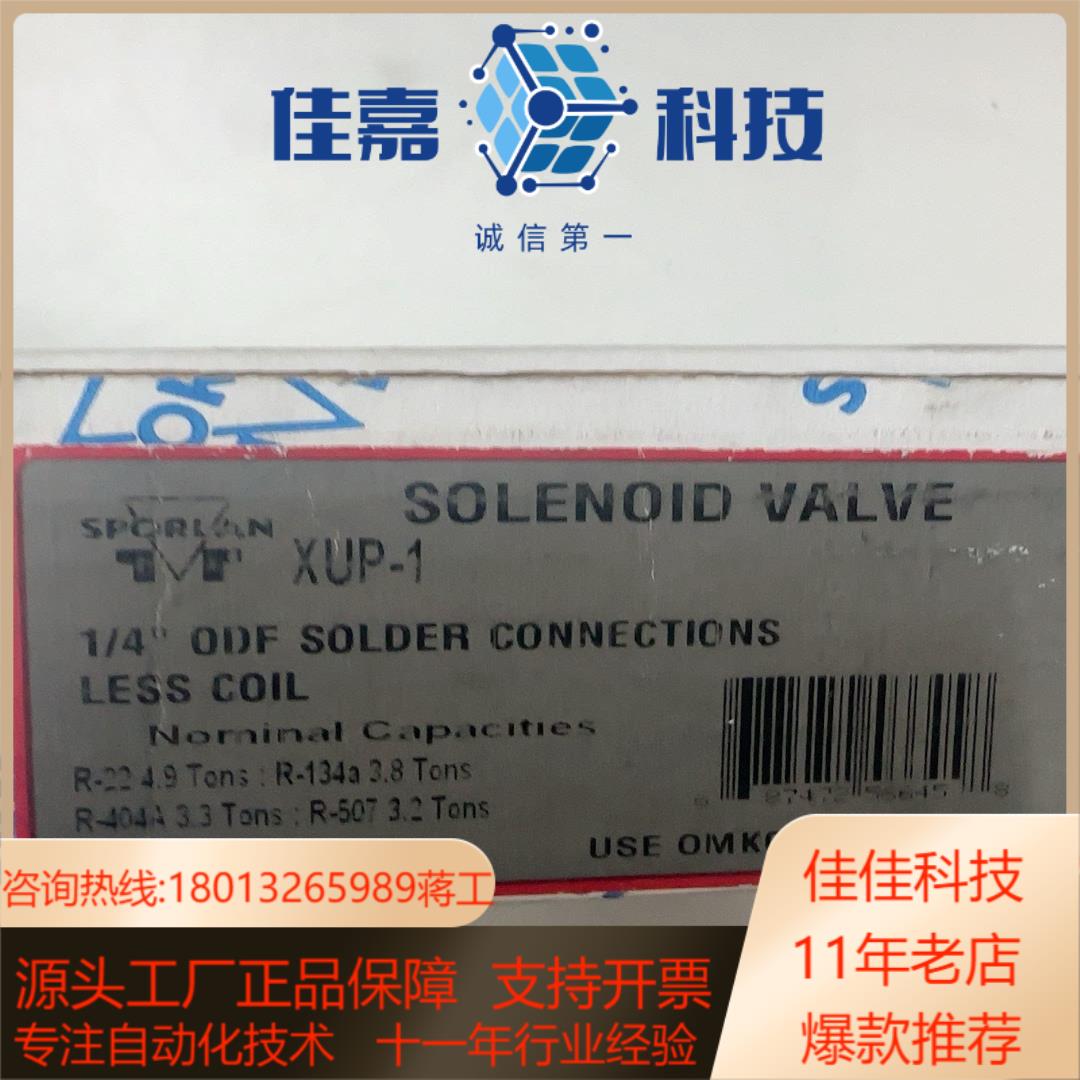 佳嘉 科技
诚信第一
SPORLAN
SOLENOID VALVE
XUP-1
1/4" ODF SOLDER CONNECTIONS
LESS COIL
Nominal Capacities
R-22 4.9 Tons : R-134a 3.8 Tons
R-404A 3.3 Tons : R-507 3.2 Tons
USE OMK
咨询热线:18013265989蒋工
佳佳科技
11年老店
爆款推荐
源头工厂正品保障 支持开票
专注自动化技术 十一年行业经验